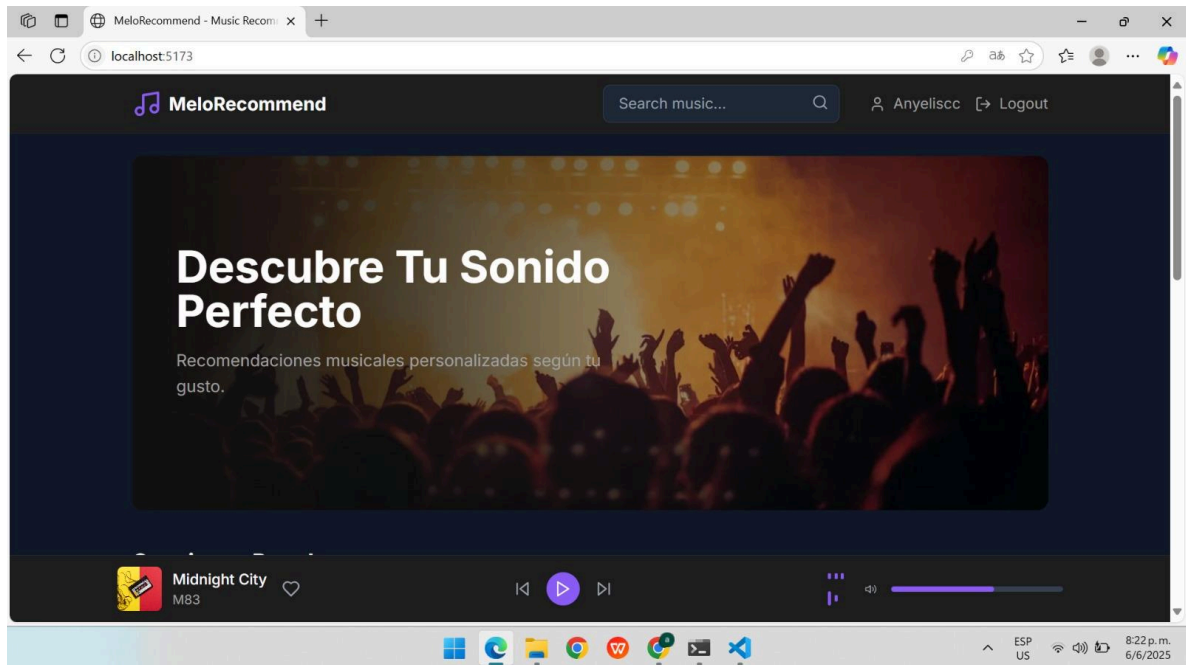 MeloRecommend - Music Recom
localhost:5173
MeloRecommend
Search music...
Anyeliscc
Logout
Descubre Tu Sonido
Perfecto
Recomendaciones musicales personalizadas según tu
gusto.
Midnight City
M83
ESP
US
8:22 p.m.
6/6/2025